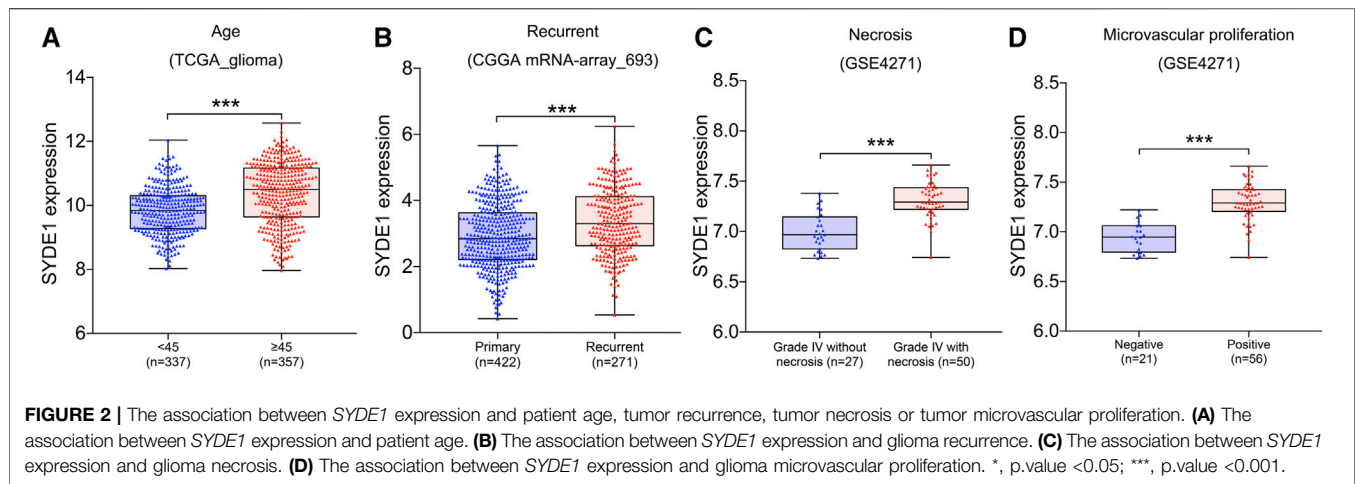 A
Age
(TCGA_glioma)
SYDE1 expression
14
12
10
8
6
***
<45
(n=337)
≥45
(n=357)
B
Recurrent
(CGGA mRNA-array_693)
SYDE1 expression
8
6
4
2
0
***
Primary
(n=422)
Recurrent
(n=271)
C
Necrosis
(GSE4271)
SYDE1 expression
8.5
8.0
7.5
7.0
6.5
6.0
***
Grade IV without
necrosis (n=27)
Grade IV with
necrosis (n=50)
D
Microvascular proliferation
(GSE4271)
SYDE1 expression
8.5
8.0
7.5
7.0
6.5
6.0
***
Negative
(n=21)
Positive
(n=56)
FIGURE 2 | The association between SYDE1 expression and patient age, tumor recurrence, tumor necrosis or tumor microvascular proliferation. (A) The
association between SYDE1 expression and patient age. (B) The association between SYDE1 expression and glioma recurrence. (C) The association between SYDE1
expression and glioma necrosis. (D) The association between SYDE1 expression and glioma microvascular proliferation. *, p.value <0.05; ***, p.value <0.001.